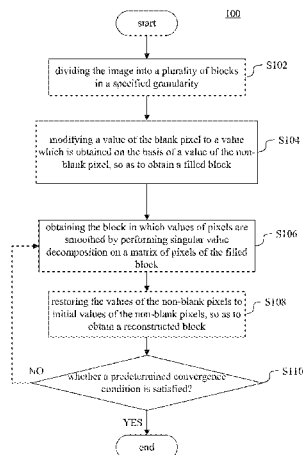 start
100
dividing the image into a plurality of blocks
in a specified granularity
S102
modifying a value of the blank pixel to a value
which is obtained on the basis of a value of the non-
blank pixel, so as to obtain a filled block
S104
obtaining the block in which values of pixels are
smoothed by performing singular value
decomposition on a matrix of pixels of the filled
block
S106
restoring the values of the non-blank pixels to
initial values of the non-blank pixels, so as to
obtain a reconstructed block
S108
NO
whether a predetermined convergence
condition is satisfied?
S110
YES
end